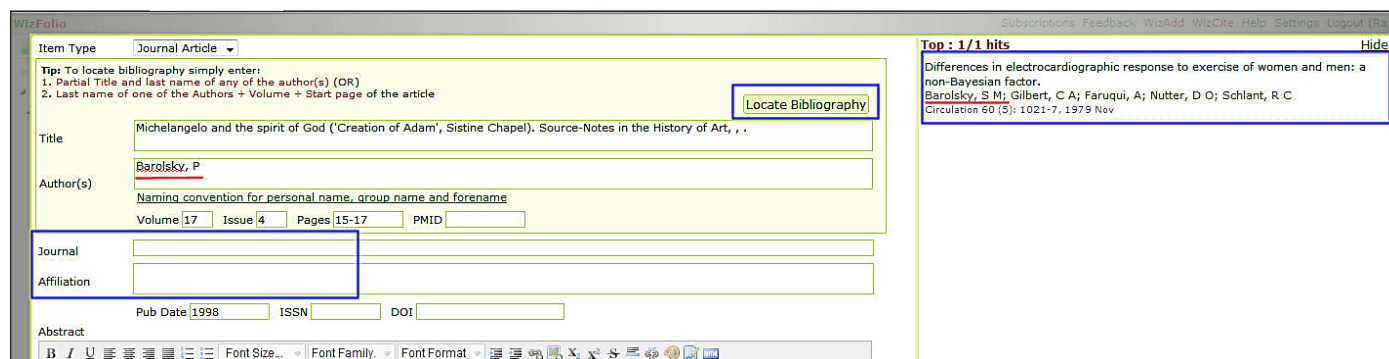 WizFolio
Subscriptions Feedback WizAdd WizCite Help Settings Logout (Ra
Item Type Journal Article
Tip: To locate bibliography simply enter:
1. Partial Title and last name of any of the author(s) (OR)
2. Last name of one of the Authors + Volume + Start page of the article
Locate Bibliography
Title Michelangelo and the spirit of God ('Creation of Adam', Sistine Chapel). Source-Notes in the History of Art, , .
Author(s) Barolsky, P
Naming convention for personal name, group name and forename
Volume 17 Issue 4 Pages 15-17 PMID
Journal
Affiliation
Pub Date 1998 ISSN DOI
Abstract
B I U Font Size... Font Family. Font Format X2 X2 S
Top : 1/1 hits Hide
Differences in electrocardiographic response to exercise of women and men: a
non-Bayesian factor.
Barolsky, S M; Gilbert, C A; Faruqui, A; Nutter, D O; Schlant, R C
Circulation 60 (5): 1021-7, 1979 Nov